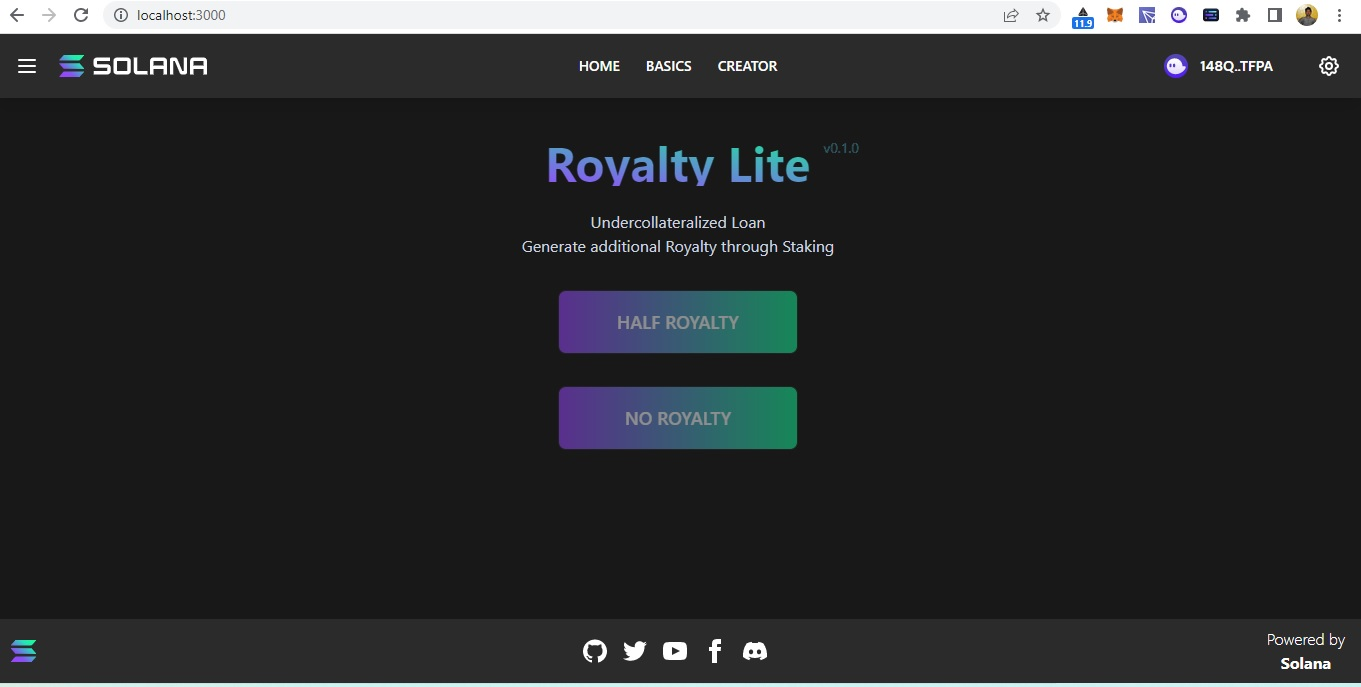 localhost:3000
11.9
SOLANA
HOME BASICS CREATOR
148Q..TFPA
Royalty Lite v0.1.0
Undercollateralized Loan
Generate additional Royalty through Staking
HALF ROYALTY
NO ROYALTY
Powered by
Solana